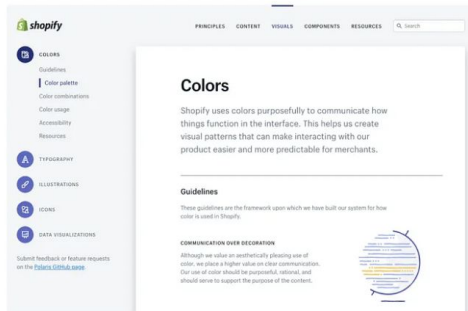 shopify
PRINCIPLES CONTENT VISUALS COMPONENTS RESOURCES Search
COLORS
Guidelines
Color palette
Color combinations
Color usage
Accessibility
Resources
TYPOGRAPHY
ILLUSTRATIONS
ICONS
DATA VISUALIZATIONS
Submit feedback or feature requests
on the Polaris GitHub page.
Colors
Shopify uses colors purposefully to communicate how
things function in the interface. This helps us create
visual patterns that can make interacting with our
product easier and more predictable for merchants.
Guidelines
These guidelines are the framework upon which we have built our system for how
color is used in Shopify.
COMMUNICATION OVER DECORATION
Although we value an aesthetically pleasing use of
color, we place a higher value on clear communication.
Our use of color should be purposeful, rational, and
should serve to support the purpose of the content.